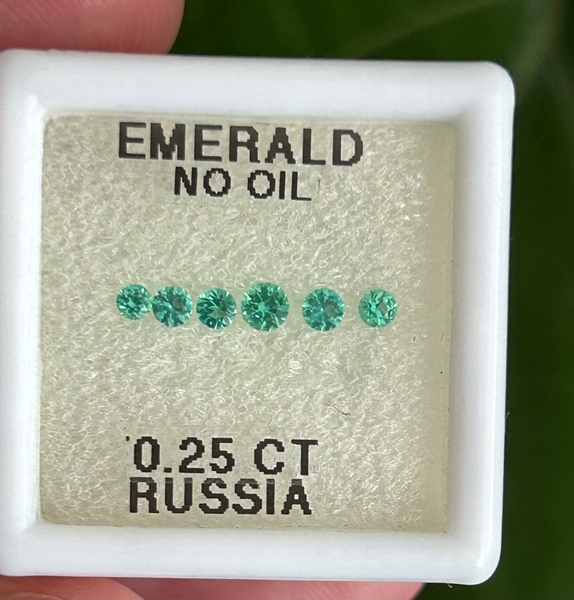 EMERALD
NO OIL
0.25 CT
RUSSIA